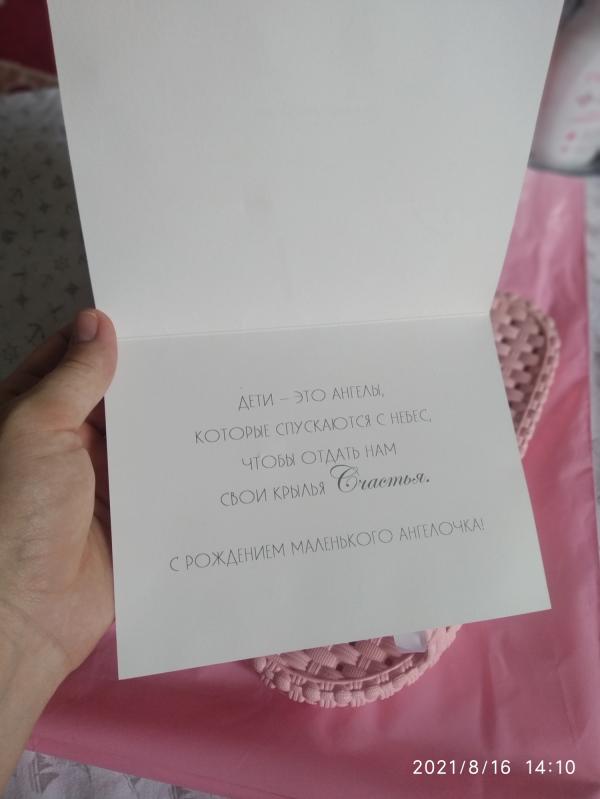 ДЕТИ – ЭТО АНГЕЛЫ,
КОТОРЫЕ СПУСКАЮТСЯ С НЕБЕС,
ЧТОБЫ ОТДАТЬ НАМ
СВОИ КРЫЛЬЯ Счастья.
С РОЖДЕНИЕМ МАЛЕНЬКОГО АНГЕЛОЧКА!
2021/8/16 14:10